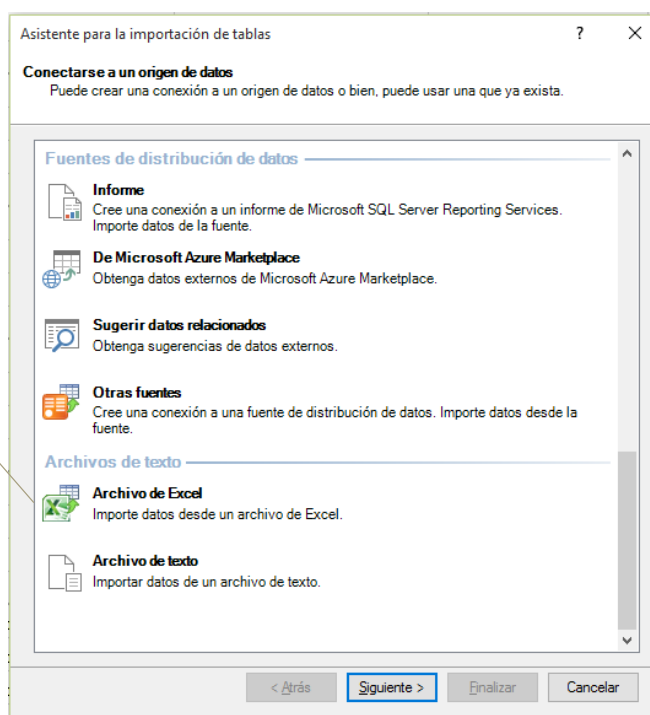 Asistente para la importación de tablas
?
Conectarse a un origen de datos
Puede crear una conexión a un origen de datos o bien, puede usar una que ya exista.
Fuentes de distribución de datos
Informe
Cree una conexión a un informe de Microsoft SQL Server Reporting Services.
Importe datos de la fuente.
De Microsoft Azure Marketplace
Obtenga datos externos de Microsoft Azure Marketplace.
Sugerir datos relacionados
Obtenga sugerencias de datos externos.
Otras fuentes
Cree una conexión a una fuente de distribución de datos. Importe datos desde la
fuente.
Archivos de texto
Archivo de Excel
Importe datos desde un archivo de Excel.
Archivo de texto
Importar datos de un archivo de texto.
< Atrás
Siguiente >
Finalizar
Cancelar